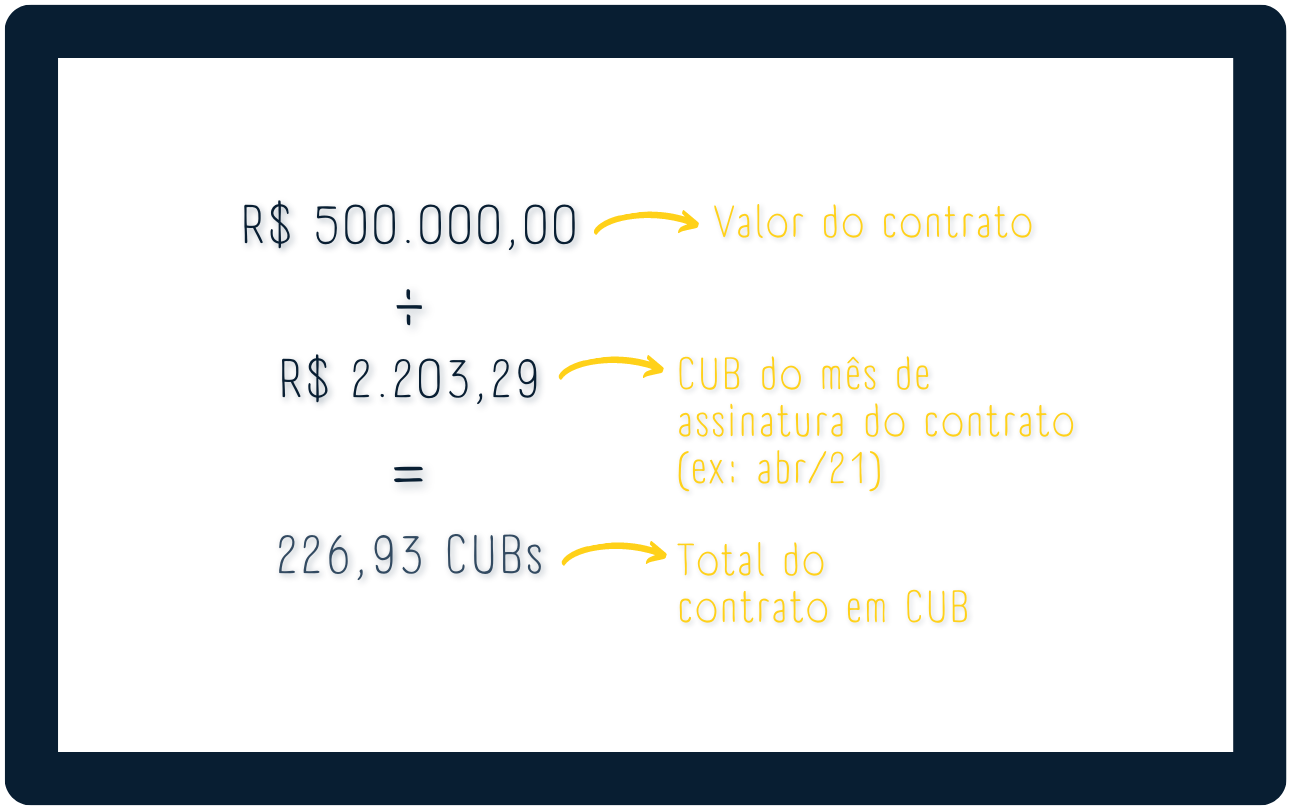 R$ 500.000,00
Valor do contrato
÷
R$ 2.203,29
CUB do mês de
assinatura do contrato
(ex: abr/21)
=
226,93 CUBs
Total do
contrato em CUB